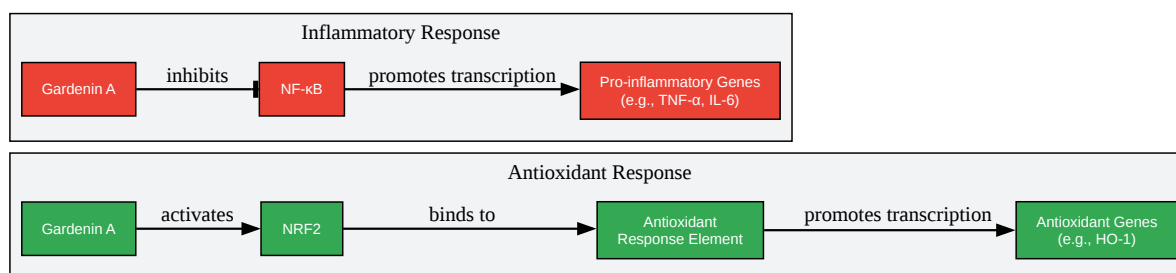 Inflammatory Response
Gardenin A
inhibits
NF-κB
promotes transcription
Pro-inflammatory Genes
(e.g., TNF-α, IL-6)
Antioxidant Response
Gardenin A
activates
NRF2
binds to
Antioxidant
Response Element
promotes transcription
Antioxidant Genes
(e.g., HO-1)